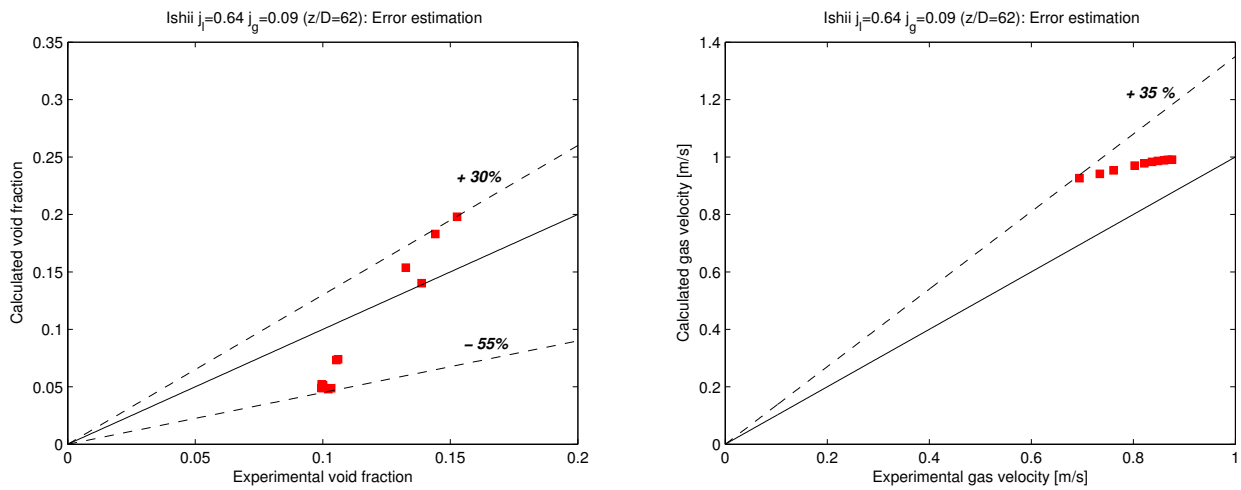 Ishii j_l=0.64 j_g=0.09 (z/D=62): Error estimation
0.35
0.3
0.25
0.2
0.15
0.1
0.05
0
Calculated void fraction
+ 30%
− 55%
0 0.05 0.1 0.15 0.2
Experimental void fraction
Ishii j_l=0.64 j_g=0.09 (z/D=62): Error estimation
1.4
1.2
1
0.8
0.6
0.4
0.2
0
Calculated gas velocity [m/s]
+ 35 %
0 0.2 0.4 0.6 0.8 1
Experimental gas velocity [m/s]